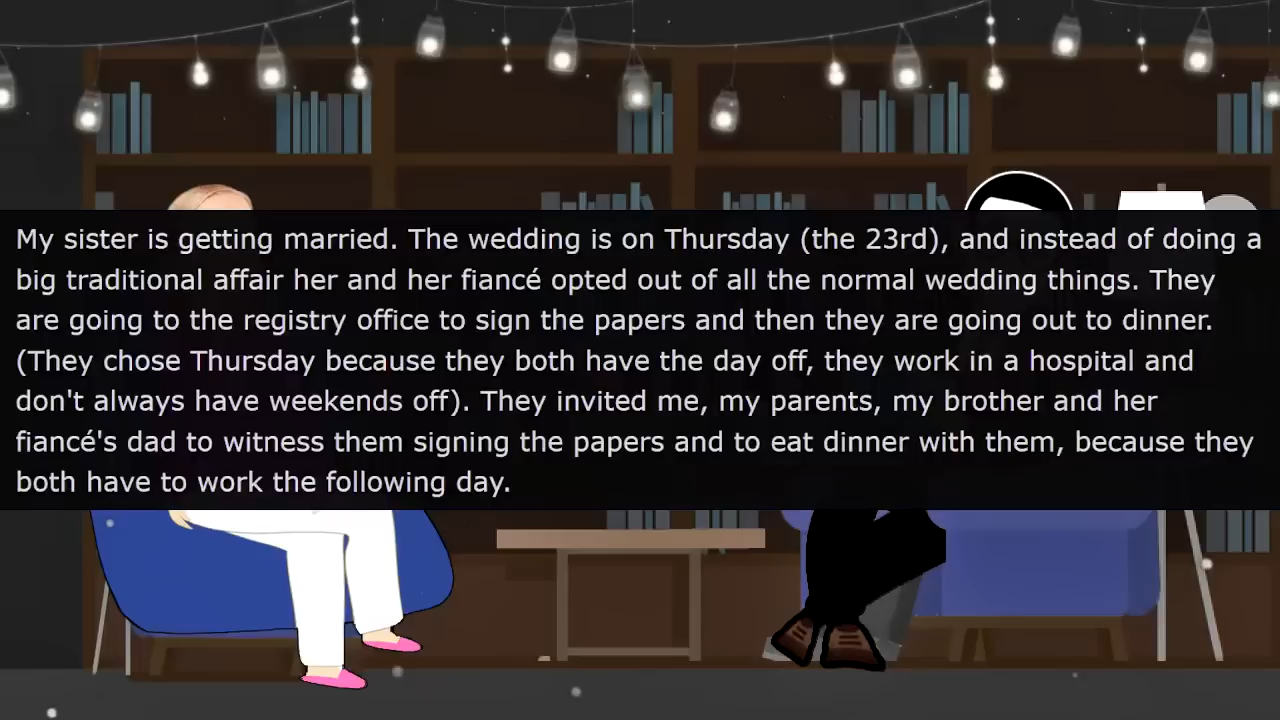 My sister is getting married. The wedding is on Thursday (the 23rd), and instead of doing a
big traditional affair her and her fiancé opted out of all the normal wedding things. They
are going to the registry office to sign the papers and then they are going out to dinner.
(They chose Thursday because they both have the day off, they work in a hospital and
don't always have weekends off). They invited me, my parents, my brother and her
fiancé's dad to witness them signing the papers and to eat dinner with them, because they
both have to work the following day.